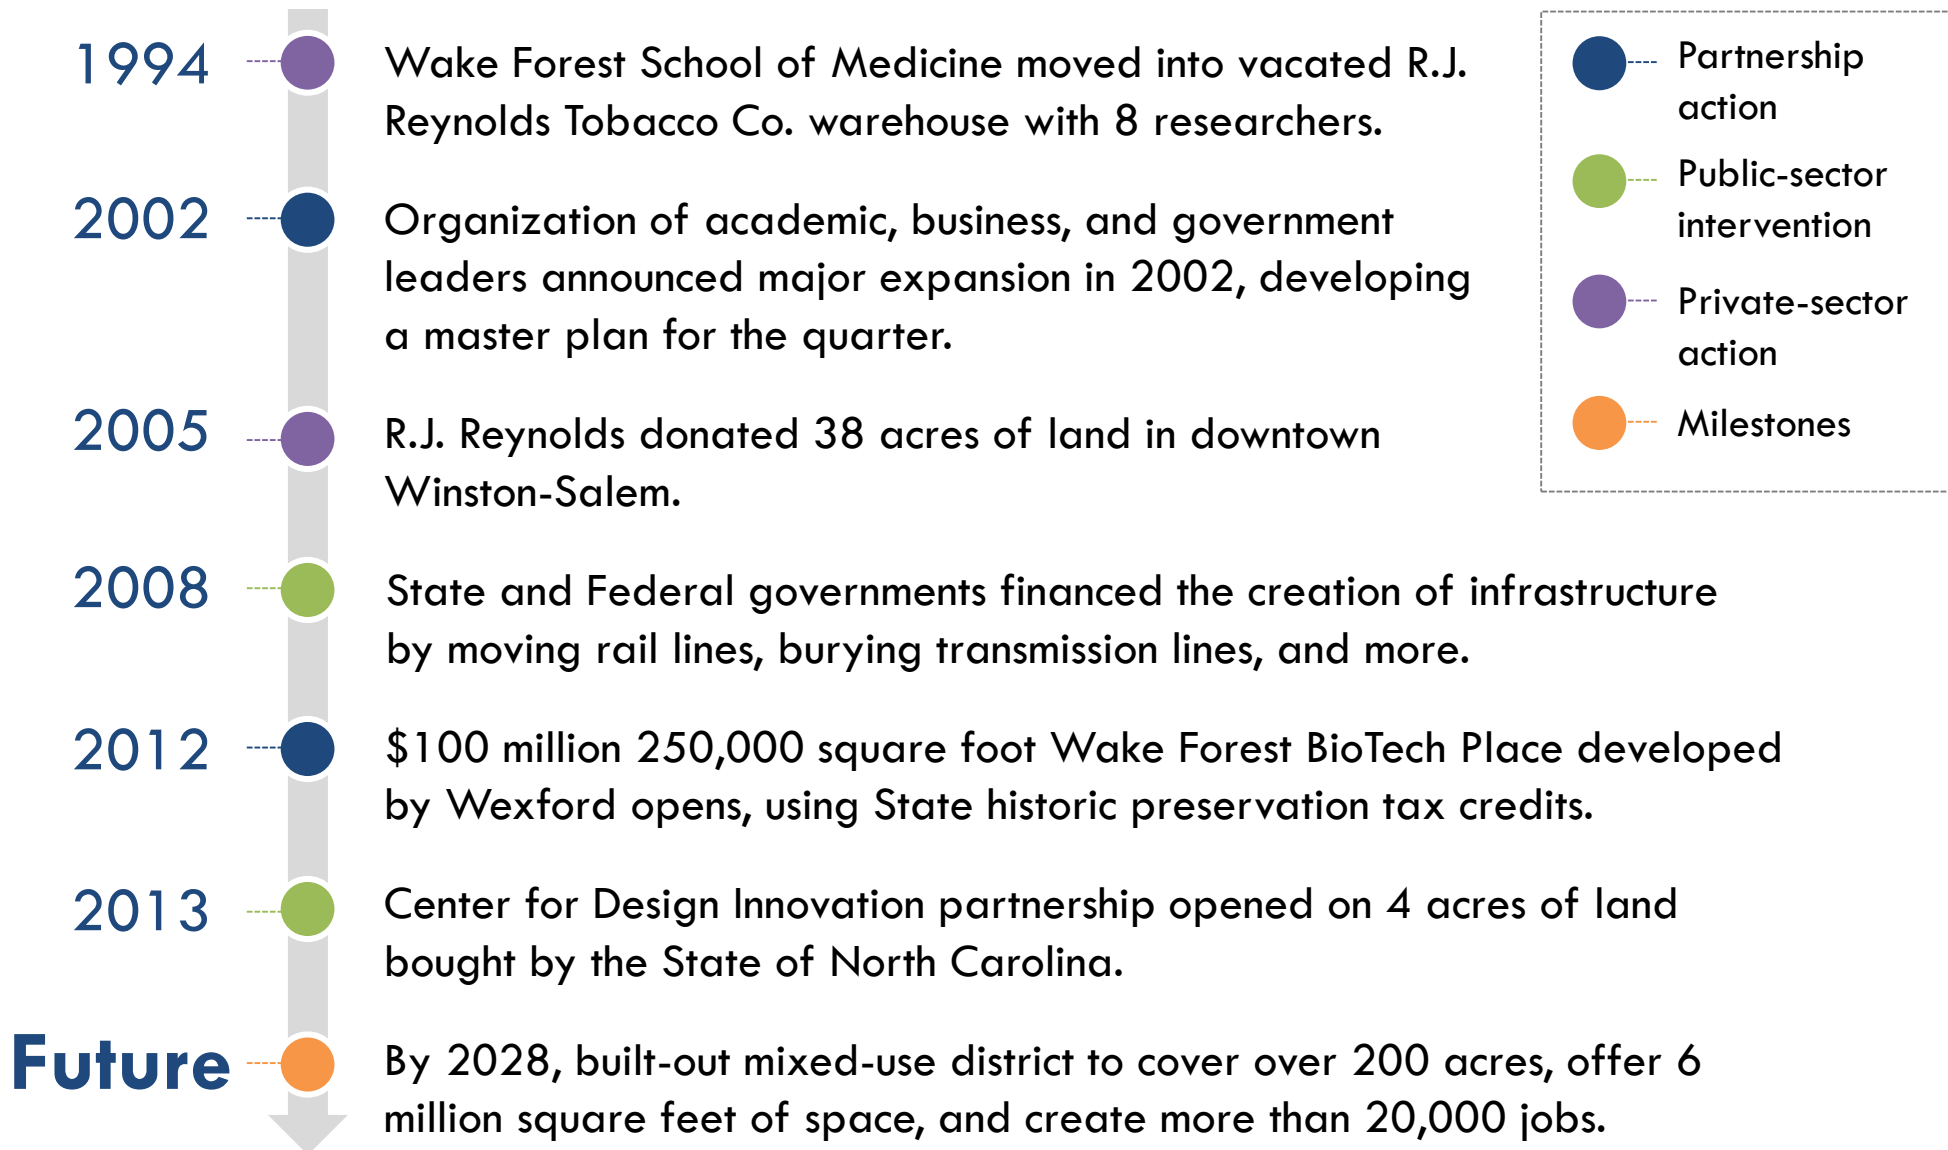 1994
Wake Forest School of Medicine moved into vacated R.J.
Reynolds Tobacco Co. warehouse with 8 researchers.
2002
Organization of academic, business, and government
leaders announced major expansion in 2002, developing
a master plan for the quarter.
2005
R.J. Reynolds donated 38 acres of land in downtown
Winston-Salem.
2008
State and Federal governments financed the creation of infrastructure
by moving rail lines, burying transmission lines, and more.
2012
$100 million 250,000 square foot Wake Forest BioTech Place developed
by Wexford opens, using State historic preservation tax credits.
2013
Center for Design Innovation partnership opened on 4 acres of land
bought by the State of North Carolina.
Future
By 2028, built-out mixed-use district to cover over 200 acres, offer 6
million square feet of space, and create more than 20,000 jobs.
Partnership
action
Public-sector
intervention
Private-sector
action
Milestones